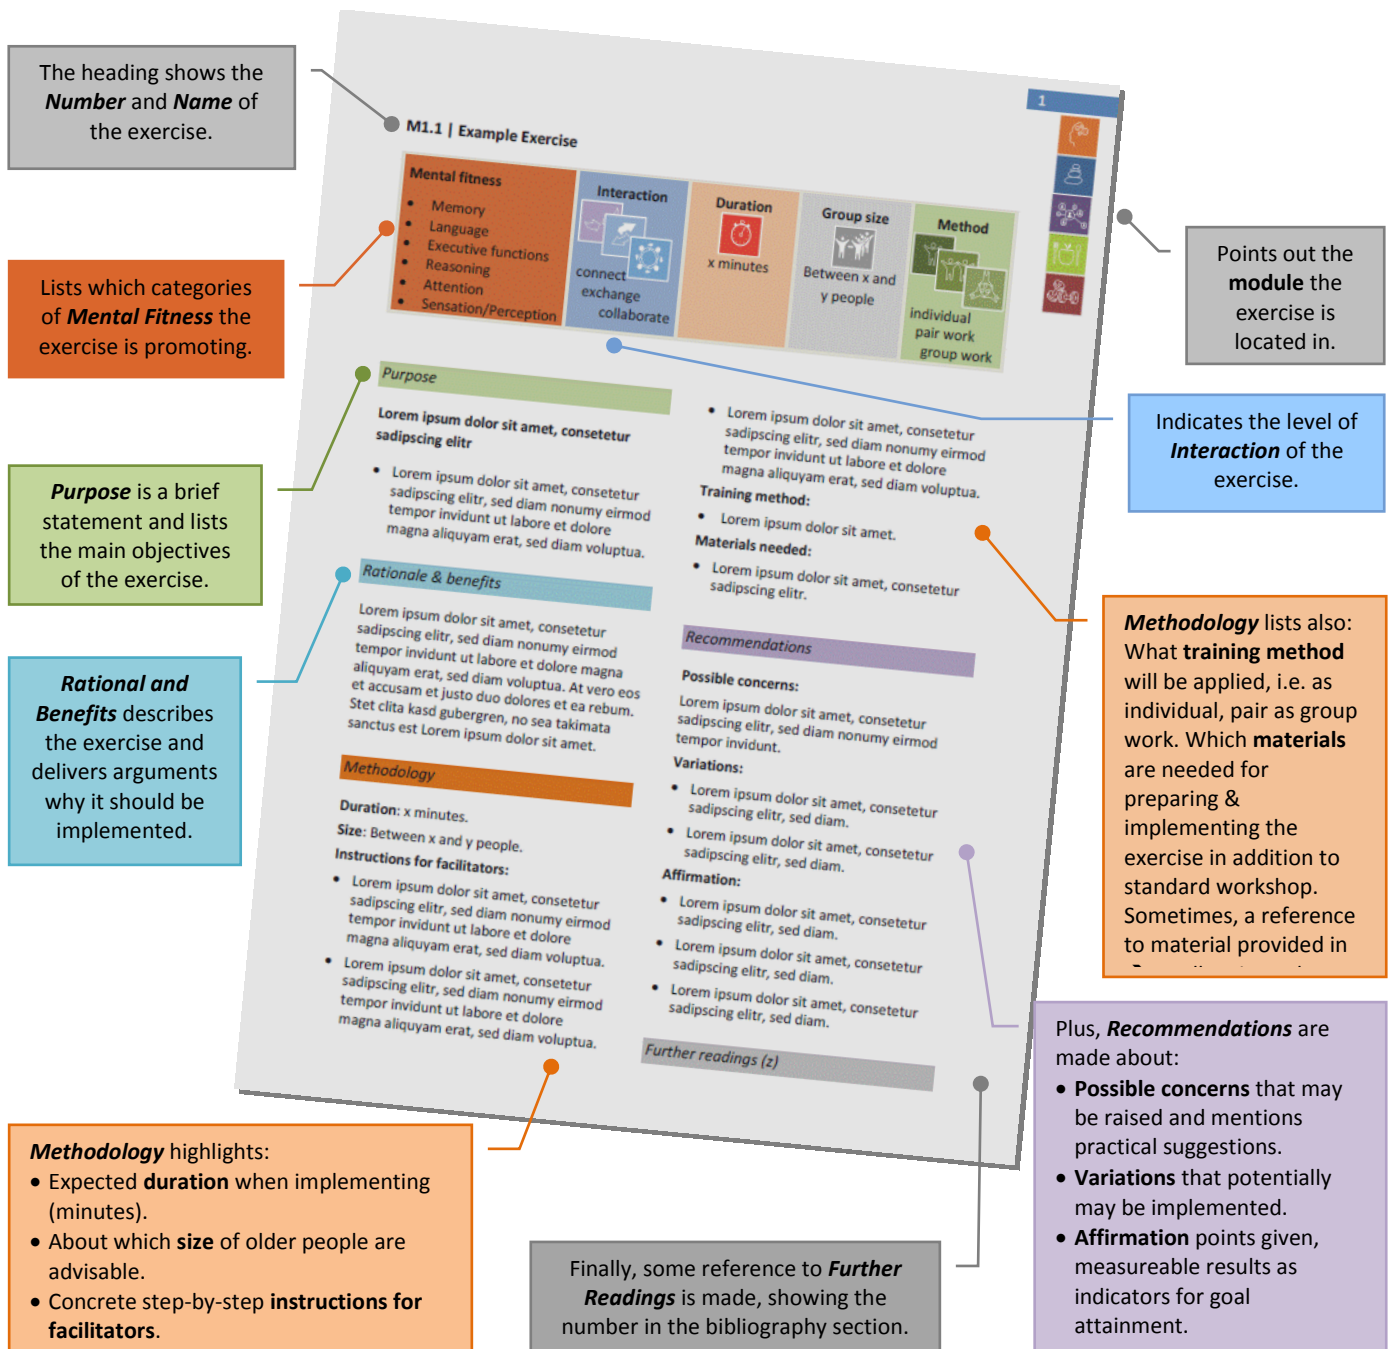 The heading shows the
Number and Name of
the exercise.
Lists which categories
of Mental Fitness the
exercise is promoting.
Purpose is a brief
statement and lists
the main objectives
of the exercise.
Rational and
Benefits describes
the exercise and
delivers arguments
why it should be
implemented.
Methodology highlights:
• Expected duration when implementing
(minutes).
• About which size of older people are
advisable.
• Concrete step-by-step instructions for
facilitators.
1
M1.1 | Example Exercise
Mental fitness
• Memory
• Language
• Executive functions
• Reasoning
• Attention
• Sensation/Perception
Interaction
connect
exchange
collaborate
Duration
x minutes
Group size
Between x and
y people
Method
individual
pair work
group work
Purpose
Lorem ipsum dolor sit amet, consetetur
sadipscing elitr
• Lorem ipsum dolor sit amet, consetetur
sadipscing elitr, sed diam nonumy eirmod
tempor invidunt ut labore et dolore
magna aliquyam erat, sed diam voluptua.
Rationale & benefits
Lorem ipsum dolor sit amet, consetetur
sadipscing elitr, sed diam nonumy eirmod
tempor invidunt ut labore et dolore magna
aliquyam erat, sed diam voluptua. At vero eos
et accusam et justo duo dolores et ea rebum.
Stet clita kasd gubergren, no sea takimata
sanctus est Lorem ipsum dolor sit amet.
Methodology
Duration: x minutes.
Size: Between x and y people.
Instructions for facilitators:
• Lorem ipsum dolor sit amet, consetetur
sadipscing elitr, sed diam nonumy eirmod
tempor invidunt ut labore et dolore
magna aliquyam erat, sed diam voluptua.
• Lorem ipsum dolor sit amet, consetetur
sadipscing elitr, sed diam nonumy eirmod
tempor invidunt ut labore et dolore
magna aliquyam erat, sed diam voluptua.
• Lorem ipsum dolor sit amet, consetetur
sadipscing elitr, sed diam nonumy eirmod
tempor invidunt ut labore et dolore
magna aliquyam erat, sed diam voluptua.
Training method:
• Lorem ipsum dolor sit amet.
Materials needed:
• Lorem ipsum dolor sit amet, consetetur
sadipscing elitr.
Recommendations
Possible concerns:
Lorem ipsum dolor sit amet, consetetur
sadipscing elitr, sed diam nonumy eirmod
tempor invidunt.
Variations:
• Lorem ipsum dolor sit amet, consetetur
sadipscing elitr, sed diam.
• Lorem ipsum dolor sit amet, consetetur
sadipscing elitr, sed diam.
Affirmation:
• Lorem ipsum dolor sit amet, consetetur
sadipscing elitr, sed diam.
• Lorem ipsum dolor sit amet, consetetur
sadipscing elitr, sed diam.
• Lorem ipsum dolor sit amet, consetetur
sadipscing elitr, sed diam.
Further readings (z)
Points out the
module the
exercise is
located in.
Indicates the level of
Interaction of the
exercise.
Methodology lists also:
What training method
will be applied, i.e. as
individual, pair as group
work. Which materials
are needed for
preparing &
implementing the
exercise in addition to
standard workshop.
Sometimes, a reference
to material provided in
Plus, Recommendations are
made about:
• Possible concerns that may
be raised and mentions
practical suggestions.
• Variations that potentially
may be implemented.
• Affirmation points given,
measureable results as
indicators for goal
attainment.
Finally, some reference to Further
Readings is made, showing the
number in the bibliography section.